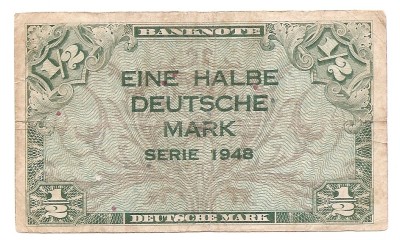 BANKNOTE
1/2 1/2
EINE HALBE
DEUTSCHE
MARK
SERIE 1948
1/2 1/2
DEUTSCHE MARK